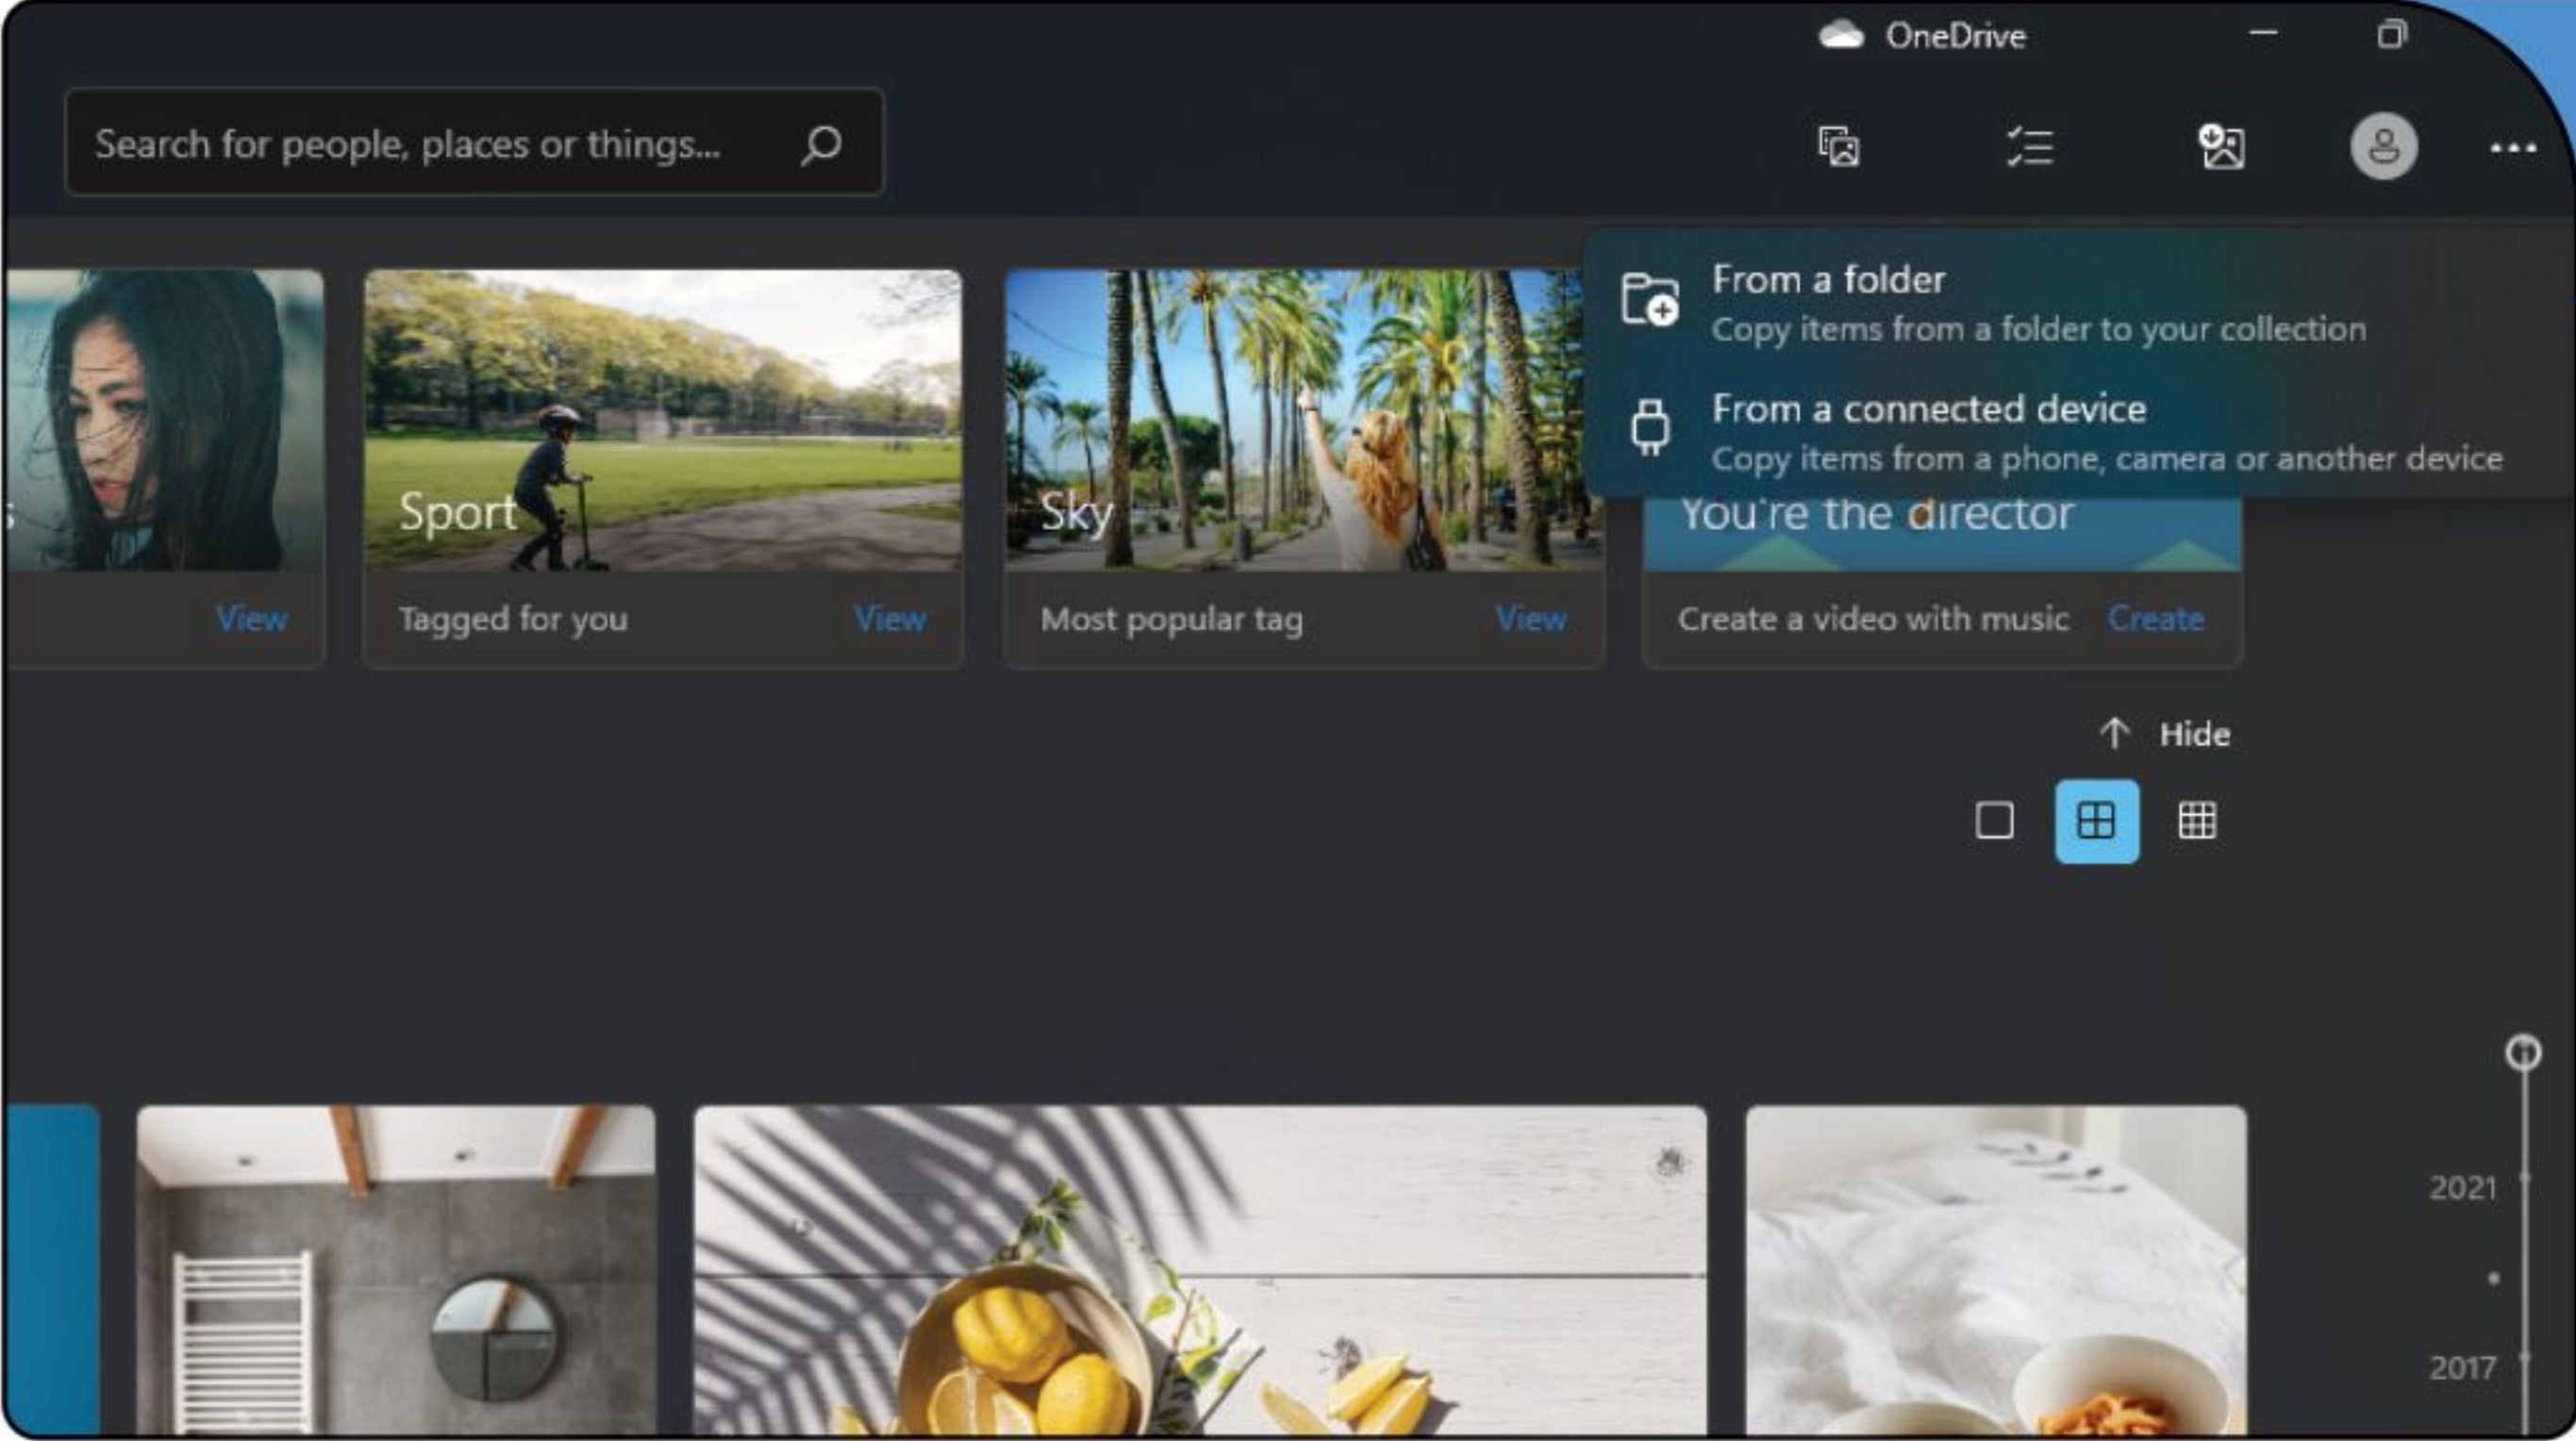 OneDrive
Search for people, places or things...
From a folder
Copy items from a folder to your collection
From a connected device
Copy items from a phone, camera or another device
s
Sport
Sky
You're the director
View
Tagged for you
View
Most popular tag
View
Create a video with music
Create
Hide
2021
2017